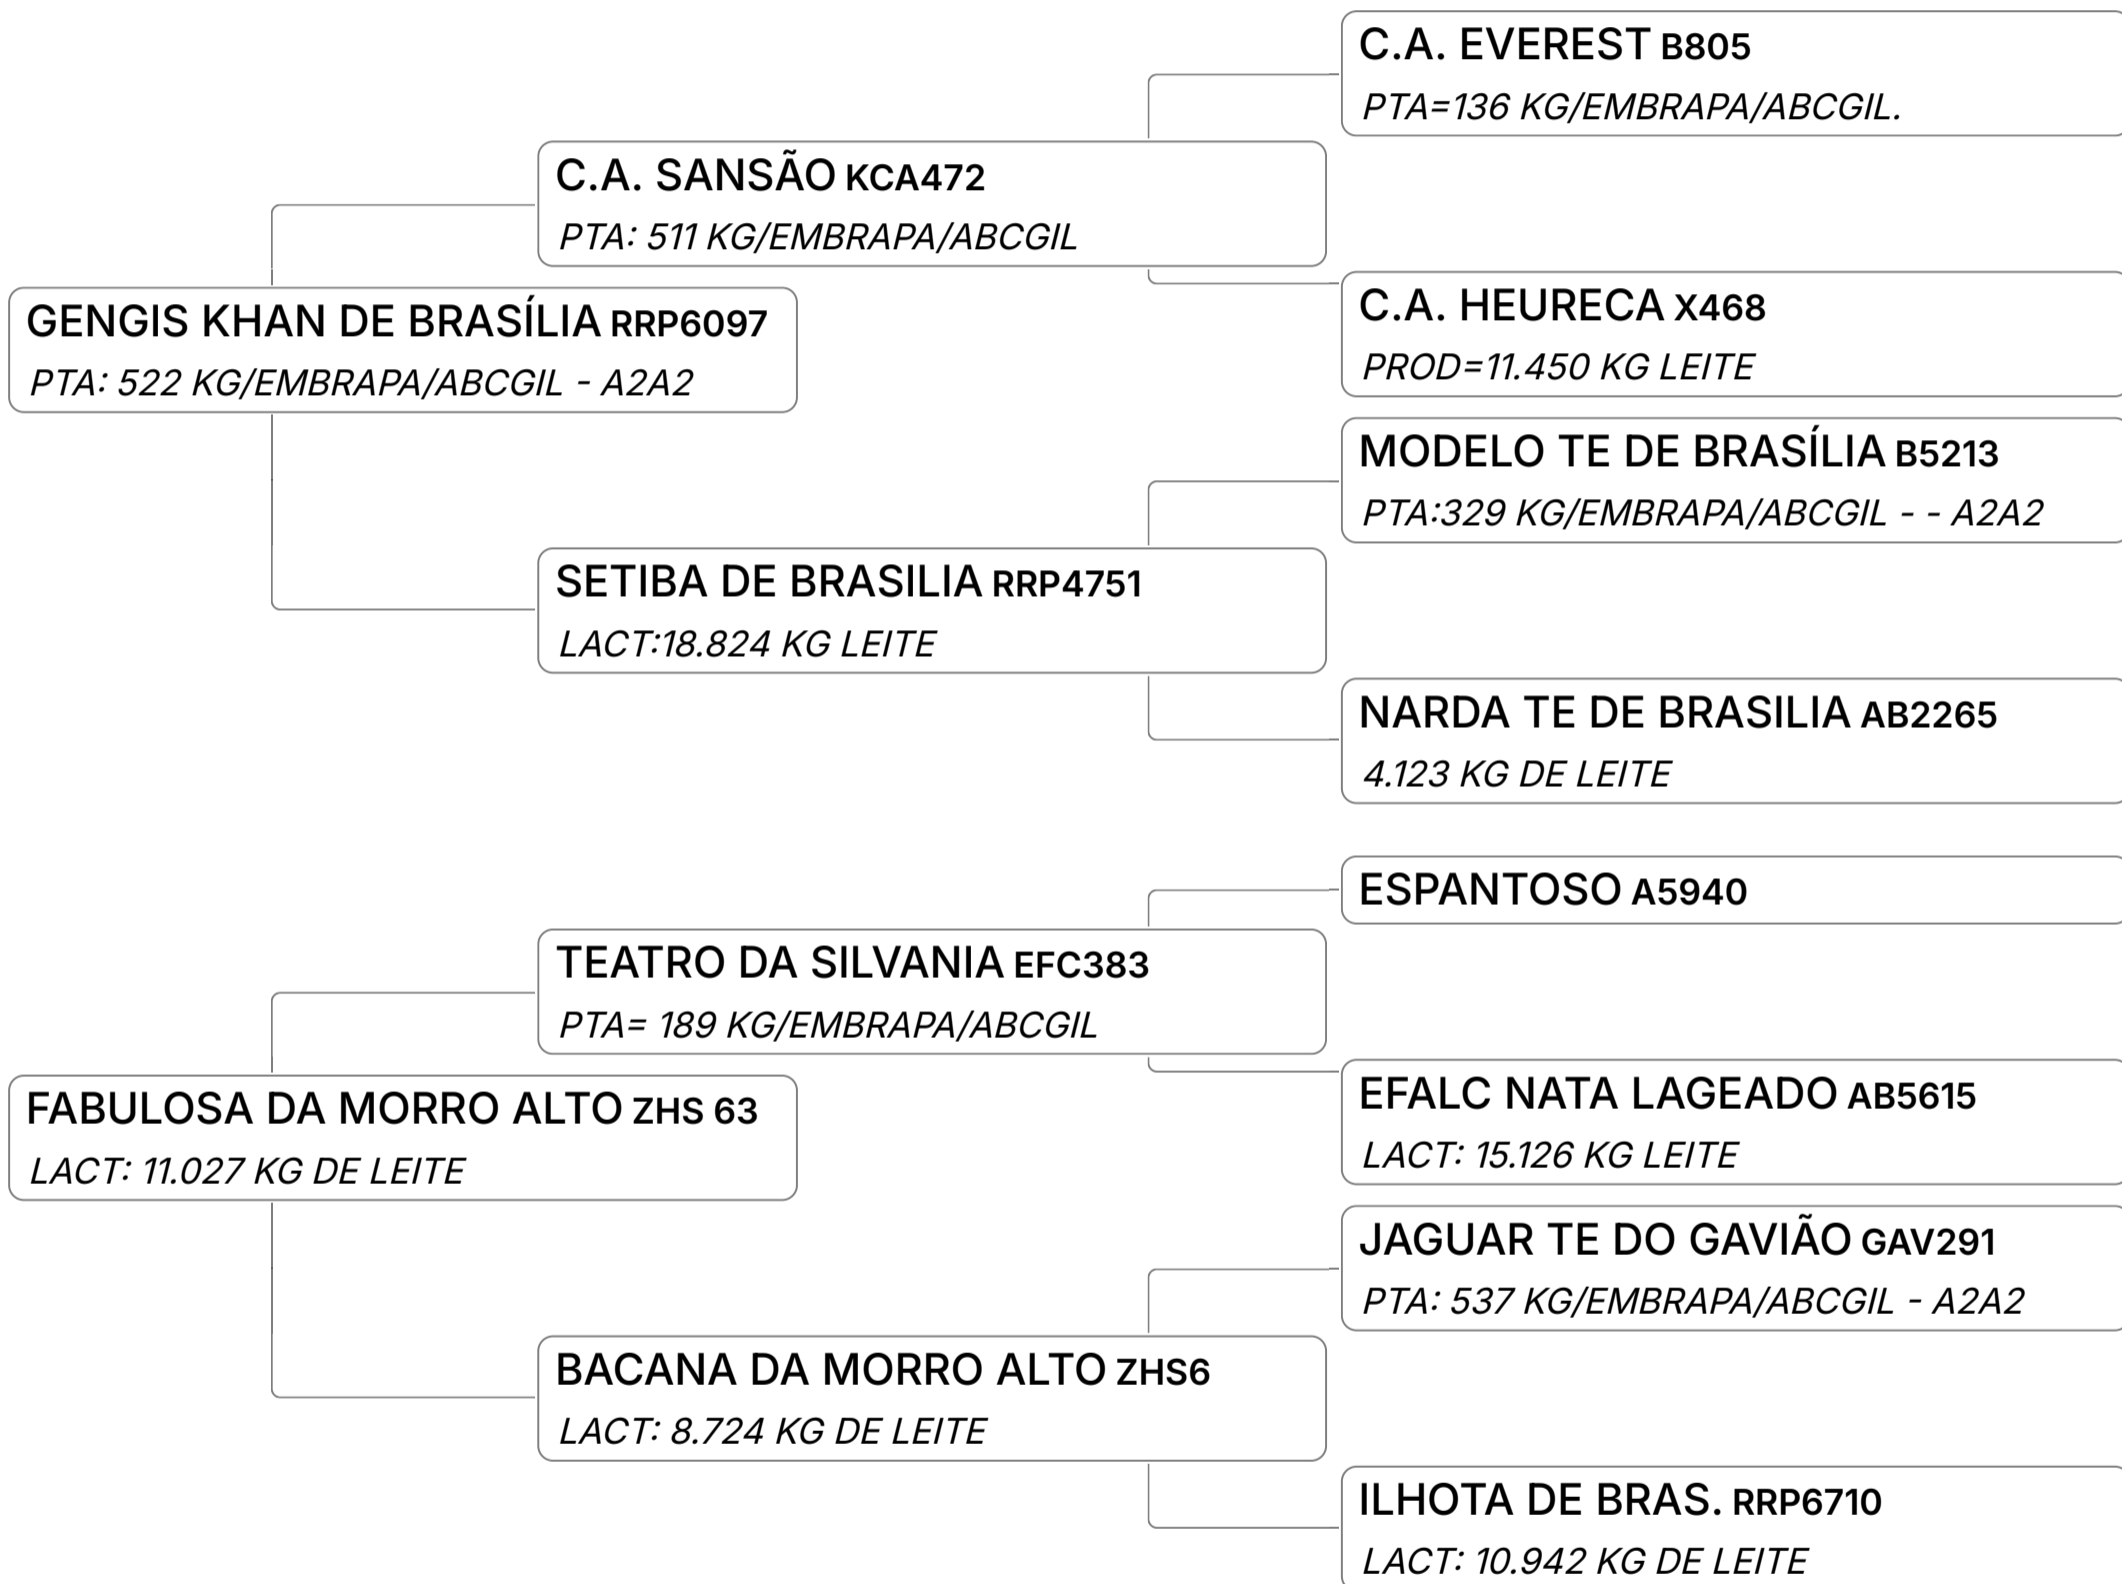 C.A. EVEREST B805
PTA=136 KG/EMBRAPA/ABCGIL.
C.A. SANSÃO KCA472
PTA: 511 KG/EMBRAPA/ABCGIL
C.A. HEURECA X468
PROD=11.450 KG LEITE
GENGIS KHAN DE BRASÍLIA RRP6097
PTA: 522 KG/EMBRAPA/ABCGIL - A2A2
MODELO TE DE BRASÍLIA B5213
PTA:329 KG/EMBRAPA/ABCGIL - - A2A2
SETIBA DE BRASILIA RRP4751
LACT:18.824 KG LEITE
NARDA TE DE BRASILIA AB2265
4.123 KG DE LEITE
ESPANTOSO A5940
TEATRO DA SILVANIA EFC383
PTA= 189 KG/EMBRAPA/ABCGIL
EFALC NATA LAGEADO AB5615
LACT: 15.126 KG LEITE
FABULOSA DA MORRO ALTO ZHS 63
LACT: 11.027 KG DE LEITE
JAGUAR TE DO GAVIÃO GAV291
PTA: 537 KG/EMBRAPA/ABCGIL - A2A2
BACANA DA MORRO ALTO ZHS6
LACT: 8.724 KG DE LEITE
ILHOTA DE BRAS. RRP6710
LACT: 10.942 KG DE LEITE